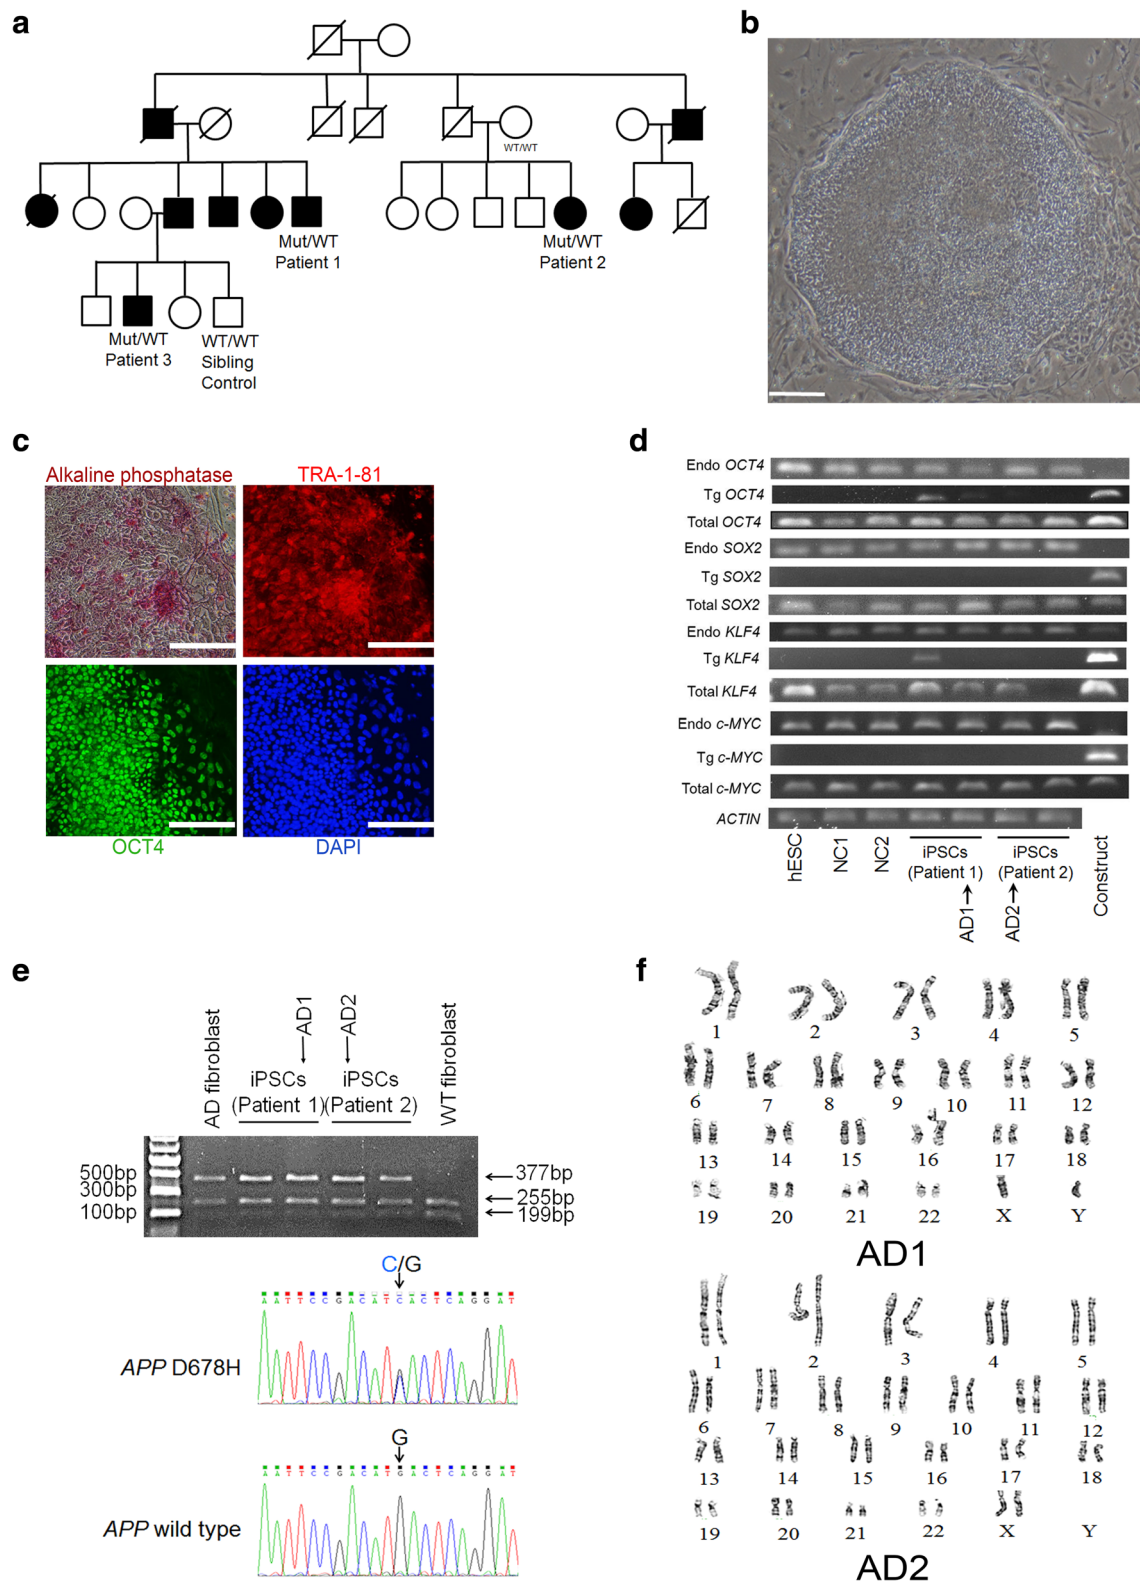 a
WT/WT
Mut/WT
Patient 1
Mut/WT
Patient 2
Mut/WT
Patient 3
WT/WT
Sibling
Control
b
c
Alkaline phosphatase
TRA-1-81
OCT4
DAPI
d
Endo OCT4
Tg OCT4
Total OCT4
Endo SOX2
Tg SOX2
Total SOX2
Endo KLF4
Tg KLF4
Total KLF4
Endo c-MYC
Tg c-MYC
Total c-MYC
ACTIN
hESC
NC1
NC2
iPSCs
(Patient 1)
AD1
iPSCs
(Patient 2)
AD2
Construct
e
AD fibroblast
AD1
iPSCs
(Patient 1)
AD2
iPSCs
(Patient 2)
WT fibroblast
500bp
300bp
100bp
377bp
255bp
199bp
C/G
A A T T C C G A C A T C A C T C A G G A T
APP D678H
G
A A T T C C G A C A T G A C T C A G G A T
APP wild type
f
1 2 3 4 5
6 7 8 9 10 11 12
13 14 15 16 17 18
19 20 21 22 X Y
AD1
1 2 3 4 5
6 7 8 9 10 11 12
13 14 15 16 17 18
19 20 21 22 X Y
AD2